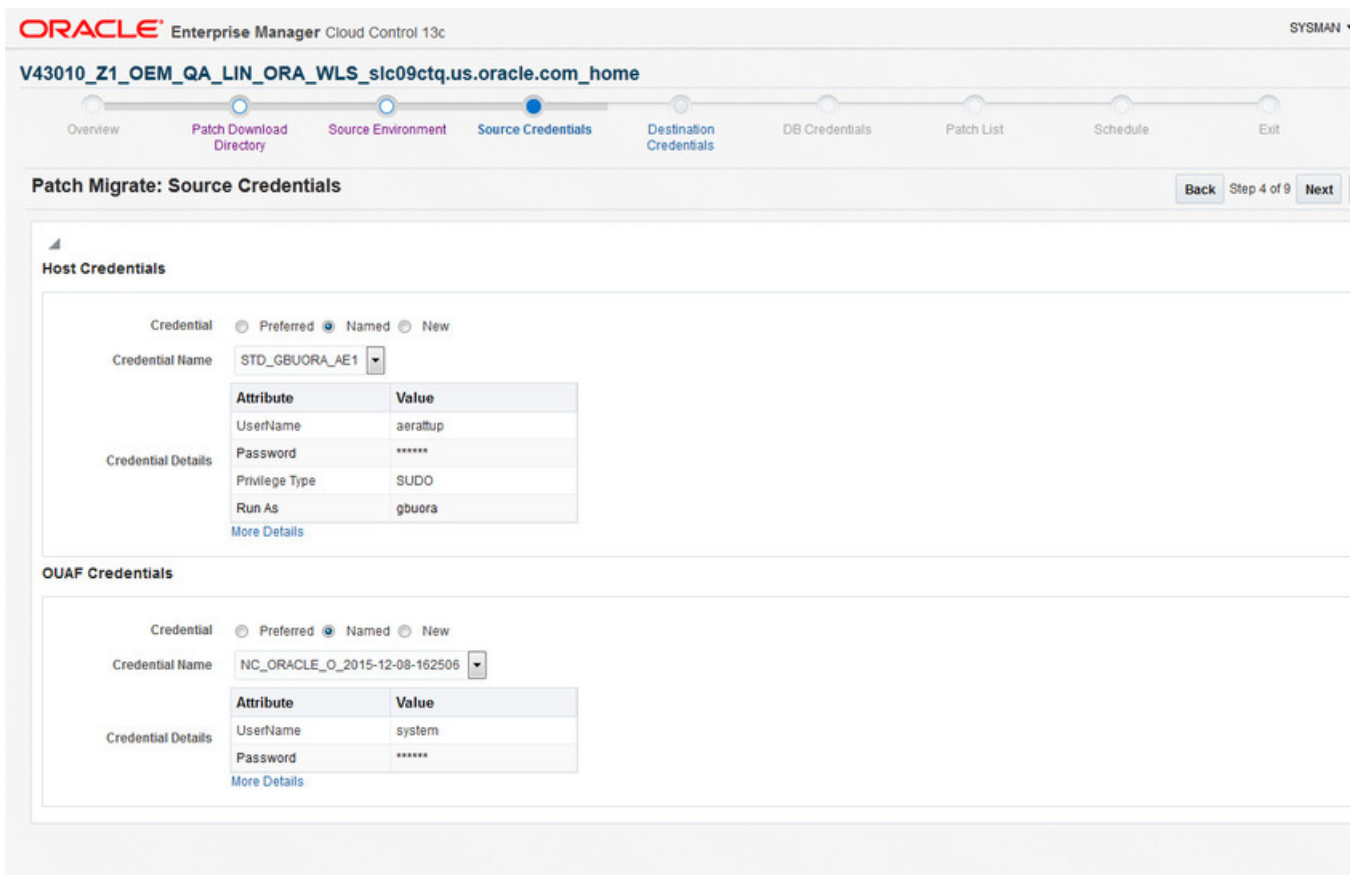 ORACLE® Enterprise Manager Cloud Control 13c
SYSMAN
V43010_Z1_OEM_QA_LIN_ORA_WLS_slc09ctq.us.oracle.com_home
Overview
Patch Download Directory
Source Environment
Source Credentials
Destination Credentials
DB Credentials
Patch List
Schedule
Exit
Patch Migrate: Source Credentials
Back Step 4 of 9 Next
Host Credentials
Credential Preferred Named New
Credential Name STD_GBUORA_AE1
Attribute Value
UserName aerattup
Credential Details
Password ******
Privilege Type SUDO
Run As gbuora
More Details
OUAF Credentials
Credential Preferred Named New
Credential Name NC_ORACLE_O_2015-12-08-162506
Attribute Value
Credential Details
UserName system
Password ******
More Details